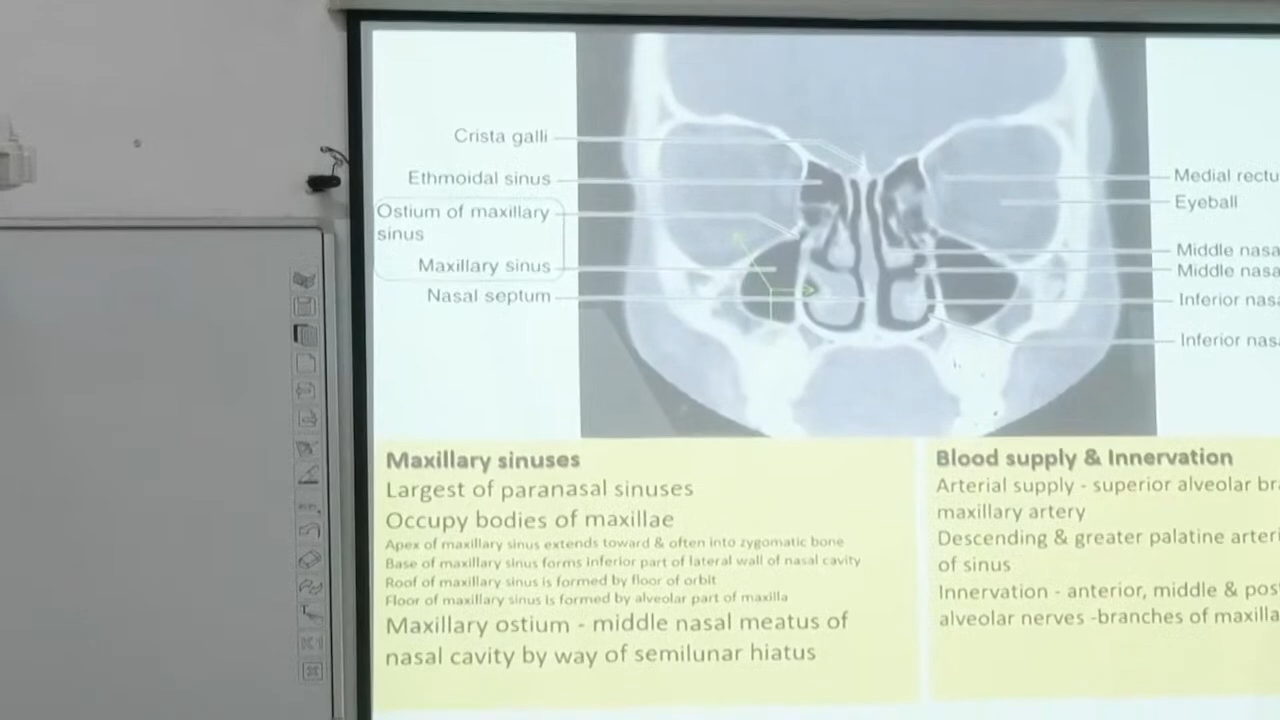 Crista galli
Ethmoidal sinus
Ostium of maxillary
sinus
Maxillary sinus
Nasal septum
Medial rectu
Eyeball
Middle nasa
Middle nasa
Inferior nasa
Inferior nasa
Maxillary sinuses
Largest of paranasal sinuses
Occupy bodies of maxillae
Apex of maxillary sinus extends toward & often into zygomatic bone
Base of maxillary sinus forms inferior part of lateral wall of nasal cavity
Roof of maxillary sinus is formed by floor of orbit
Floor of maxillary sinus is formed by alveolar part of maxilla
Maxillary ostium - middle nasal meatus of
nasal cavity by way of semilunar hiatus
Blood supply & Innervation
Arterial supply - superior alveolar bra
maxillary artery
Descending & greater palatine arteri
of sinus
Innervation - anterior, middle & pos
alveolar nerves -branches of maxilla